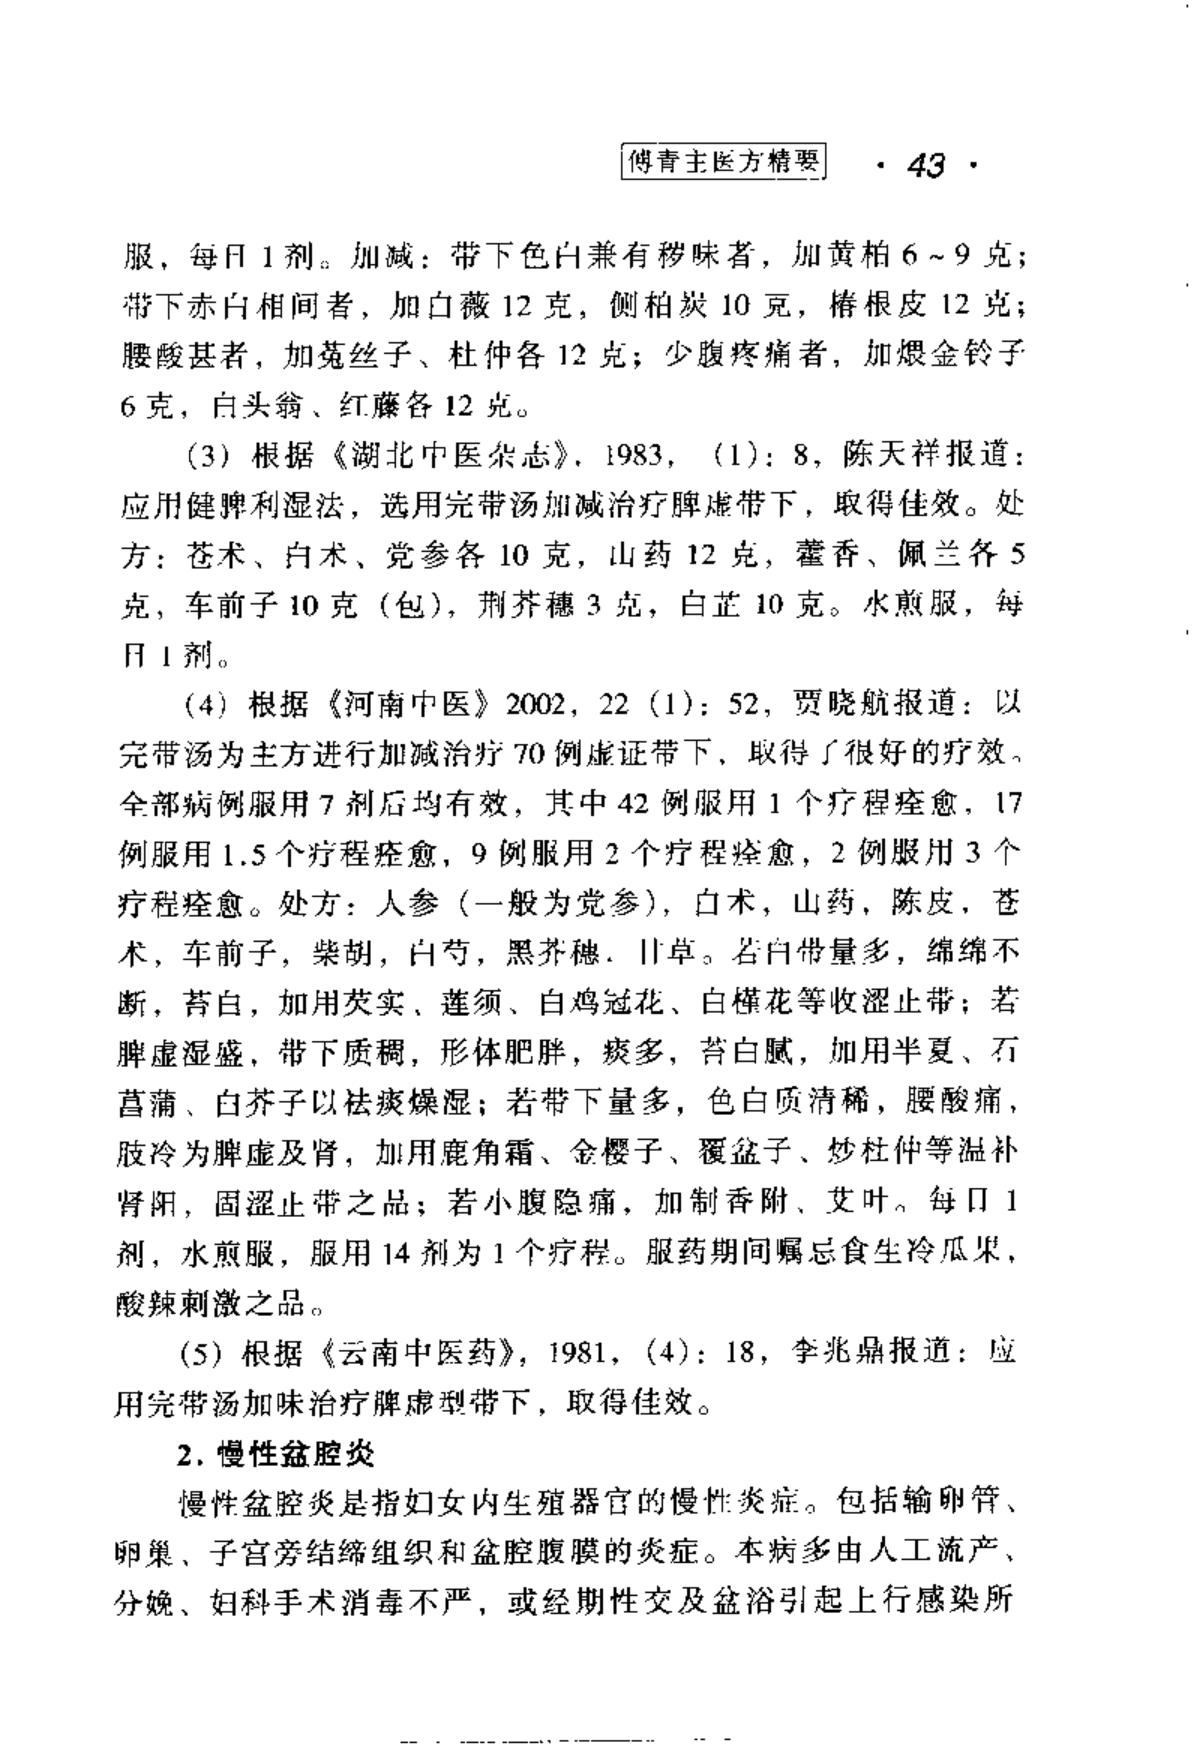 傅青主医方精要 · 43 ·
服，每日1剂。加减：带下色白兼有秽味者，加黄柏6~9克；
带下赤白相间者，加白薇12克，侧柏炭10克，椿根皮12克；
腰酸甚者，加菟丝子、杜仲各12克；少腹疼痛者，加煨金铃子
6克，白头翁、红藤各12克。
（3）根据《湖北中医杂志》，1983，（1）：8，陈天祥报道：
应用健脾利湿法，选用完带汤加减治疗脾虚带下，取得佳效。处
方：苍术、白术、党参各10克，山药12克，藿香、佩兰各5
克，车前子10克（包），荆芥穗3克，白芷10克。水煎服，每
日1剂。
（4）根据《河南中医》2002，22（1）：52，贾晓航报道：以
完带汤为主方进行加减治疗70例虚证带下，取得了很好的疗效。
全部病例服用7剂后均有效，其中42例服用1个疗程痊愈，17
例服用1.5个疗程痊愈，9例服用2个疗程痊愈，2例服用3个
疗程痊愈。处方：人参（一般为党参），白术，山药，陈皮，苍
术，车前子，柴胡，白芍，黑芥穗．甘草。若白带量多，绵绵不
断，苔白，加用芡实、莲须、白鸡冠花、白槿花等收涩止带；若
脾虚湿盛，带下质稠，形体肥胖，痰多，苔白腻，加用半夏、石
菖蒲、白芥子以祛痰燥湿；若带下量多，色白质清稀，腰酸痛，
肢冷为脾虚及肾，加用鹿角霜、金樱子、覆盆子、炒杜仲等温补
肾阳，固涩止带之品；若小腹隐痛，加制香附、艾叶。每日1
剂，水煎服，服用14剂为1个疗程。服药期间嘱忌食生冷瓜果，
酸辣刺激之品。
（5）根据《云南中医药》，1981，（4）：18，李兆鼎报道：应
用完带汤加味治疗脾虚型带下，取得佳效。
2. 慢性盆腔炎
慢性盆腔炎是指妇女内生殖器官的慢性炎症。包括输卵管、
卵巢、子宫旁结缔组织和盆腔腹膜的炎症。本病多由人工流产、
分娩、妇科手术消毒不严，或经期性交及盆浴引起上行感染所